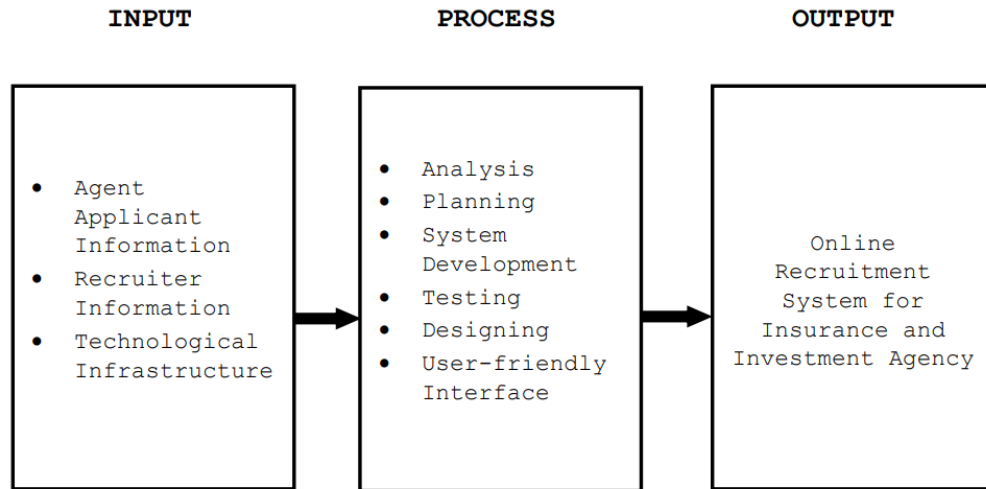 INPUT
PROCESS
OUTPUT
• Agent
Applicant
Information
• Recruiter
Information
• Technological
Infrastructure
• Analysis
• Planning
• System
Development
• Testing
• Designing
• User-friendly
Interface
Online
Recruitment
System for
Insurance and
Investment Agency